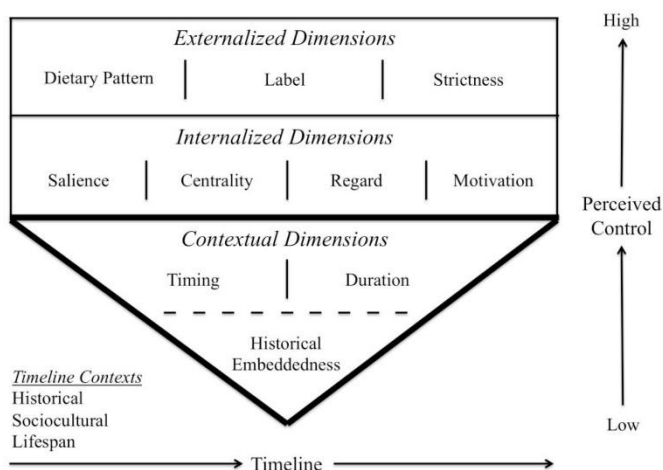 Externalized Dimensions
Dietary Pattern Label Strictness
Internalized Dimensions
Salience Centrality Regard Motivation
Contextual Dimensions
Timing Duration
Historical
Embeddedness
Timeline Contexts
Historical
Sociocultural
Lifespan
Timeline
High
Perceived
Control
Low